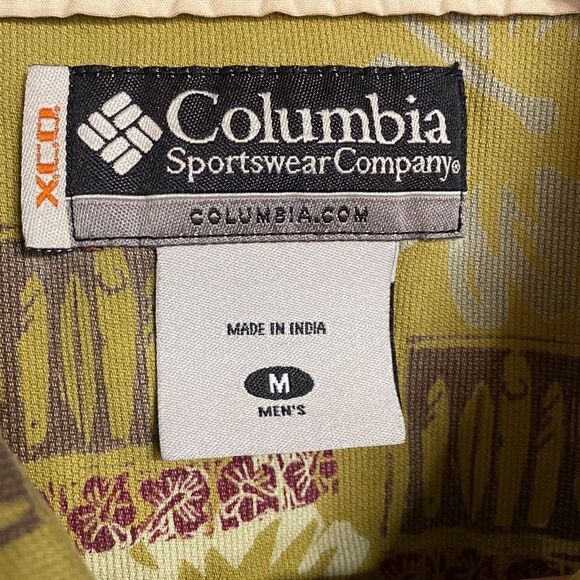 XCO.
Columbia
Sportswear Company®
COLUMBIA.COM
MADE IN INDIA
M
MEN'S